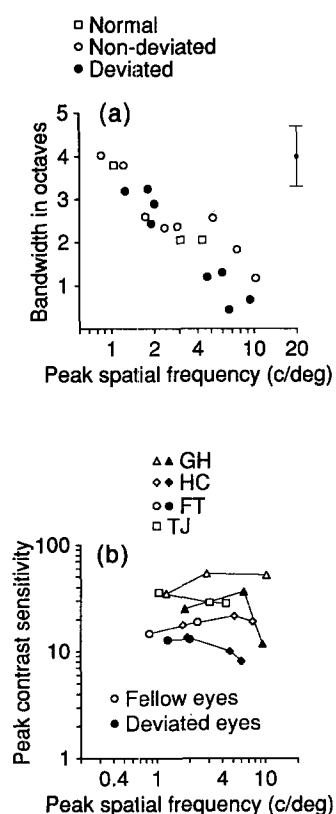 □ Normal
○ Non-deviated
● Deviated
(a)
5
4
3
2
1
Bandwidth in octaves
1 2 4 10 20
Peak spatial frequency (c/deg)
△▲ GH
◇◆ HC
○● FT
□ TJ
(b)
100
10
1
Peak contrast sensitivity
○ Fellow eyes
● Deviated eyes
0.4 1 4 10
Peak spatial frequency (c/deg)